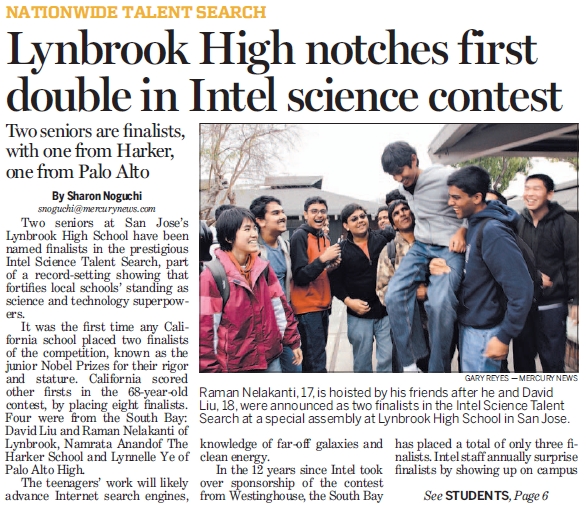 NATIONWIDE TALENT SEARCH
Lynbrook High notches first
double in Intel science contest
Two seniors are finalists,
with one from Harker,
one from Palo Alto
By Sharon Noguchi
snoguchi@mercurynews.com
Two seniors at San Jose's
Lynbrook High School have been
named finalists in the prestigious
Intel Science Talent Search, part
of a record-setting showing that
fortifies local schools' standing as
science and technology superpow-
ers.
It was the first time any Cali-
fornia school placed two finalists
of the competition, known as the
junior Nobel Prizes for their rigor
and stature. California scored
other firsts in the 68-year-old
contest, by placing eight finalists.
Four were from the South Bay:
David Liu and Raman Nelakanti of
Lynbrook, Namrata Anandof The
Harker School and Lynnelle Ye of
Palo Alto High.
The teenagers' work will likely
advance Internet search engines,
GARY REYES — MERCURY NEWS
Raman Nelakanti, 17, is hoisted by his friends after he and David
Liu, 18, were announced as two finalists in the Intel Science Talent
Search at a special assembly at Lynbrook High School in San Jose.
knowledge of far-off galaxies and
clean energy.
In the 12 years since Intel took
over sponsorship of the contest
from Westinghouse, the South Bay
has placed a total of only three fi-
nalists. Intel staff annually surprise
finalists by showing up on campus
See STUDENTS, Page 6